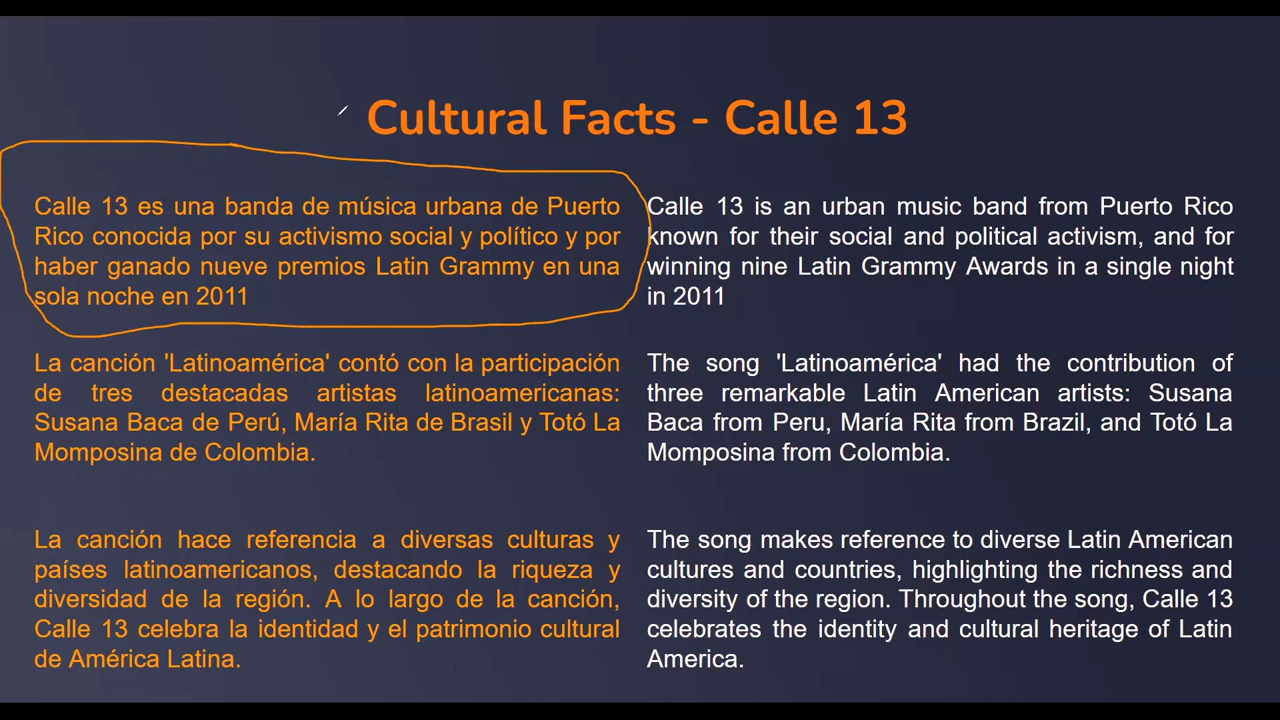 Cultural Facts - Calle 13
Calle 13 es una banda de música urbana de Puerto
Rico conocida por su activismo social y político y por
haber ganado nueve premios Latin Grammy en una
sola noche en 2011
La canción 'Latinoamérica' contó con la participación
de tres destacadas artistas latinoamericanas:
Susana Baca de Perú, María Rita de Brasil y Totó La
Momposina de Colombia.
La canción hace referencia a diversas culturas y
países latinoamericanos, destacando la riqueza y
diversidad de la región. A lo largo de la canción,
Calle 13 celebra la identidad y el patrimonio cultural
de América Latina.
Calle 13 is an urban music band from Puerto Rico
known for their social and political activism, and for
winning nine Latin Grammy Awards in a single night
in 2011
The song 'Latinoamérica' had the contribution of
three remarkable Latin American artists: Susana
Baca from Peru, María Rita from Brazil, and Totó La
Momposina from Colombia.
The song makes reference to diverse Latin American
cultures and countries, highlighting the richness and
diversity of the region. Throughout the song, Calle 13
celebrates the identity and cultural heritage of Latin
America.